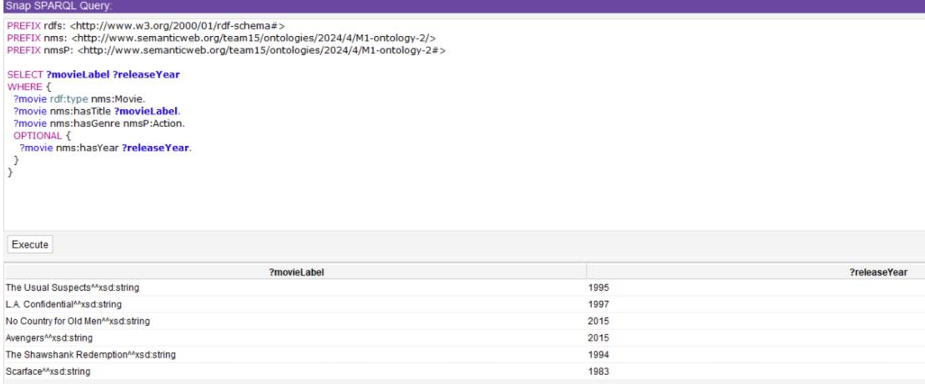 Snap SPARQL Query:
PREFIX rdfs: <http://www.w3.org/2000/01/rdf-schema#>
PREFIX nms: <http://www.semanticweb.org/team15/ontologies/2024/4/M1-ontology-2/>
PREFIX nmsP: <http://www.semanticweb.org/team15/ontologies/2024/4/M1-ontology-2#>
SELECT ?movieLabel ?releaseYear
WHERE {
?movie rdf:type nms:Movie.
?movie nms:hasTitle ?movieLabel.
?movie nms:hasGenre nmsP:Action.
OPTIONAL {
?movie nms:hasYear ?releaseYear.
}
}
Execute
?movieLabel ?releaseYear
The Usual Suspects^^xsd:string 1995
L.A. Confidential^^xsd:string 1997
No Country for Old Men^^xsd:string 2015
Avengers^^xsd:string 2015
The Shawshank Redemption^^xsd:string 1994
Scarface^^xsd:string 1983